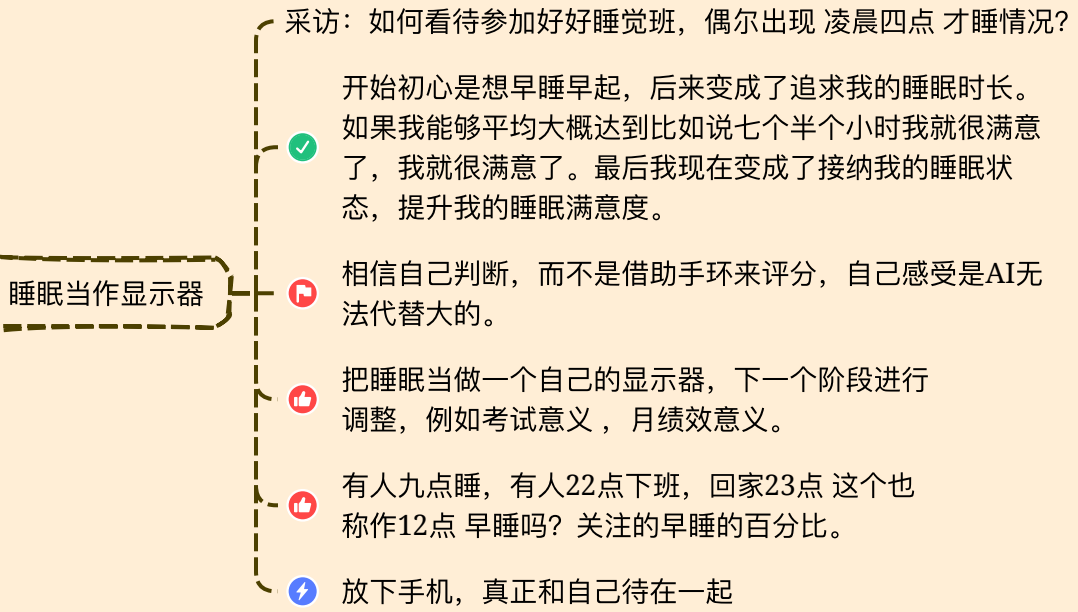 采访：如何看待参加好好睡觉班，偶尔出现 凌晨四点 才睡情况？
开始初心是想早睡早起，后来变成了追求我的睡眠时长。
如果我能够平均大概达到比如说七个半个小时我就很满意
了，我就很满意了。最后我现在变成了接纳我的睡眠状
态，提升我的睡眠满意度。
睡眠当作显示器
相信自己判断，而不是借助手环来评分，自己感受是AI无
法代替大的。
把睡眠当做一个自己的显示器，下一个阶段进行
调整，例如考试意义 ，月绩效意义。
有人九点睡，有人22点下班，回家23点 这个也
称作12点 早睡吗？关注的早睡的百分比。
放下手机，真正和自己待在一起